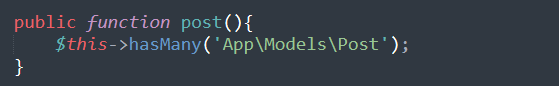 public function post(){
    $this->hasMany('App\Models\Post');
}